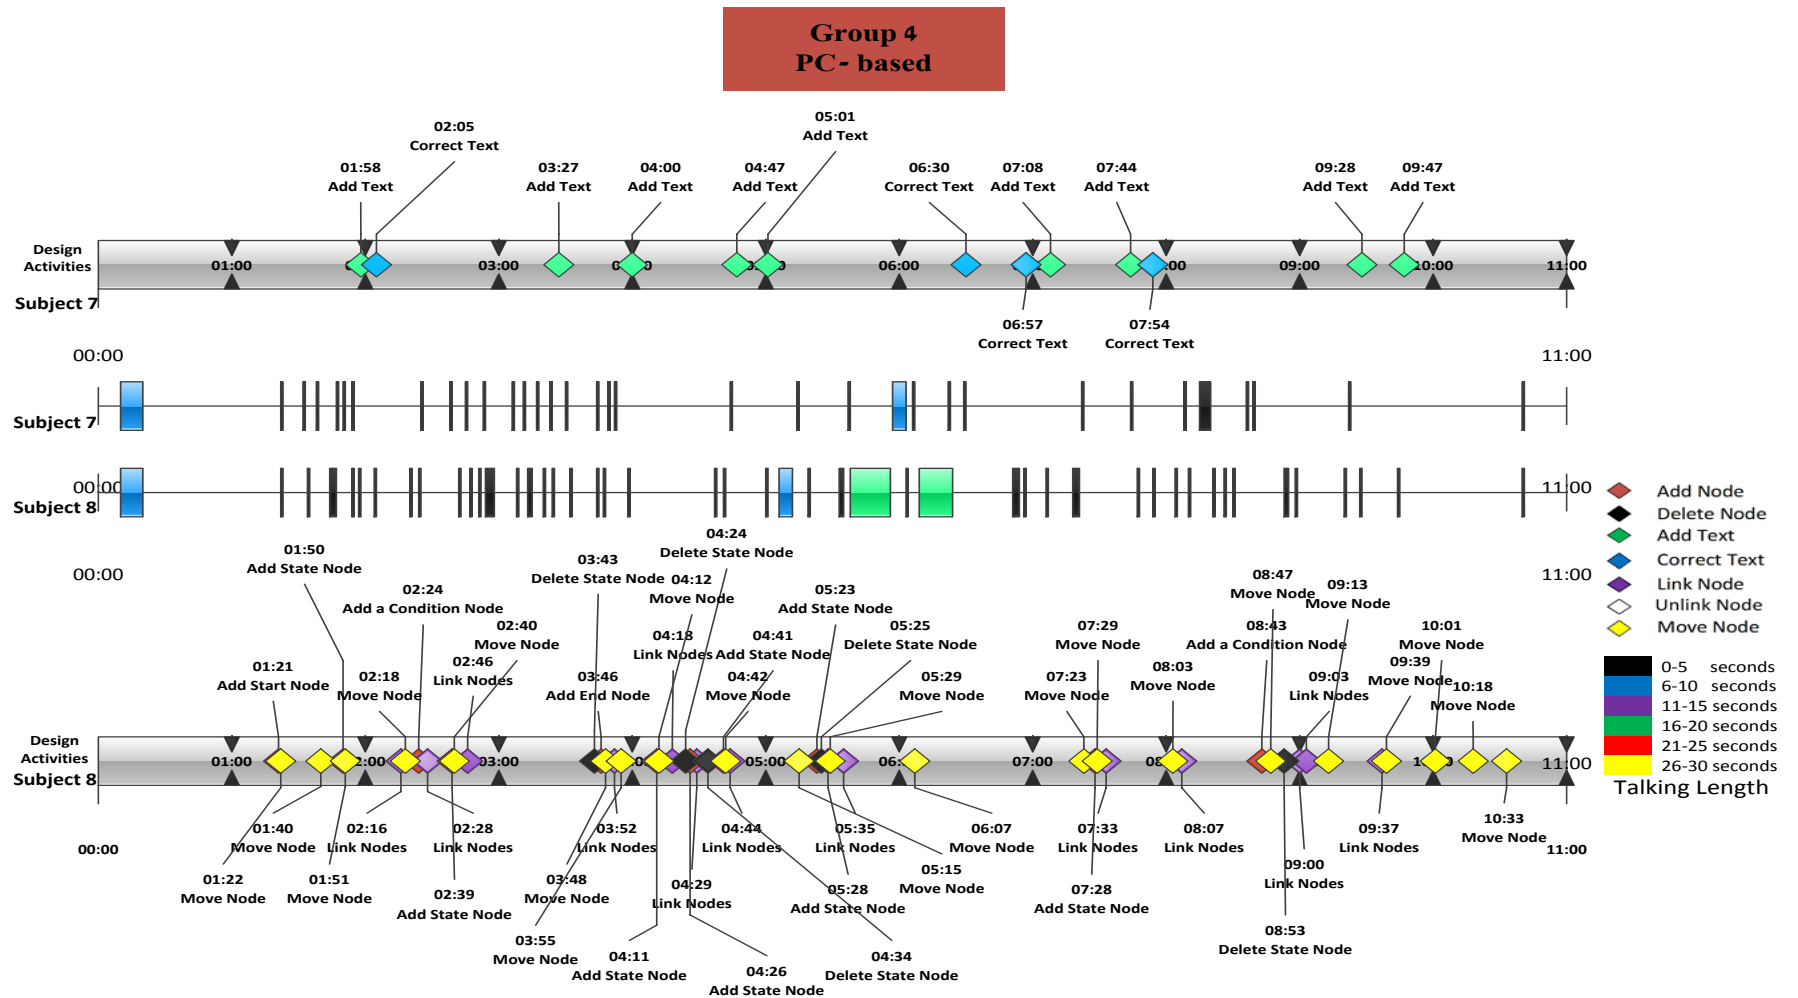 Group 4
PC- based
05:01
Add Text
02:05
Correct Text
01:58
Add Text
03:27
Add Text
04:00
Add Text
04:47
Add Text
06:30
Correct Text
07:08
Add Text
07:44
Add Text
09:28
Add Text
09:47
Add Text
Design
Activities
01:00
03:00
06:00
09:00
10:00
11:00
Subject 7
06:57
Correct Text
07:54
Correct Text
00:00
11:00
Subject 7
00:00
11:00
Subject 8
00:00
11:00
Add Node
Delete Node
Add Text
Correct Text
Link Node
Unlink Node
Move Node
0-5 seconds
6-10 seconds
11-15 seconds
16-20 seconds
21-25 seconds
26-30 seconds
Talking Length
04:24
Delete State Node
01:50
Add State Node
03:43
Delete State Node
04:12
Move Node
08:47
Move Node
09:13
Move Node
02:24
Add a Condition Node
05:23
Add State Node
02:40
Move Node
04:18
Link Nodes
04:41
Add State Node
05:25
Delete State Node
07:29
Move Node
08:43
Add a Condition Node
10:01
Move Node
01:21
Add Start Node
02:18
Move Node
02:46
Link Nodes
03:46
Add End Node
04:42
Move Node
05:29
Move Node
07:23
Move Node
08:03
Move Node
09:03
Link Nodes
09:39
Move Node
10:18
Move Node
Design
Activities
01:00
2:00
03:00
05:00
06:
07:00
11:00
Subject 8
00:00
01:40
Move Node
02:16
Link Nodes
02:28
Link Nodes
03:52
Link Nodes
04:44
Link Nodes
05:35
Link Nodes
06:07
Move Node
07:33
Link Nodes
08:07
Link Nodes
09:37
Link Nodes
10:33
Move Node
11:00
01:22
Move Node
01:51
Move Node
02:39
Add State Node
03:48
Move Node
04:29
Link Nodes
05:28
Add State Node
05:15
Move Node
07:28
Add State Node
09:00
Link Nodes
03:55
Move Node
04:11
Add State Node
04:26
Add State Node
04:34
Delete State Node
08:53
Delete State Node